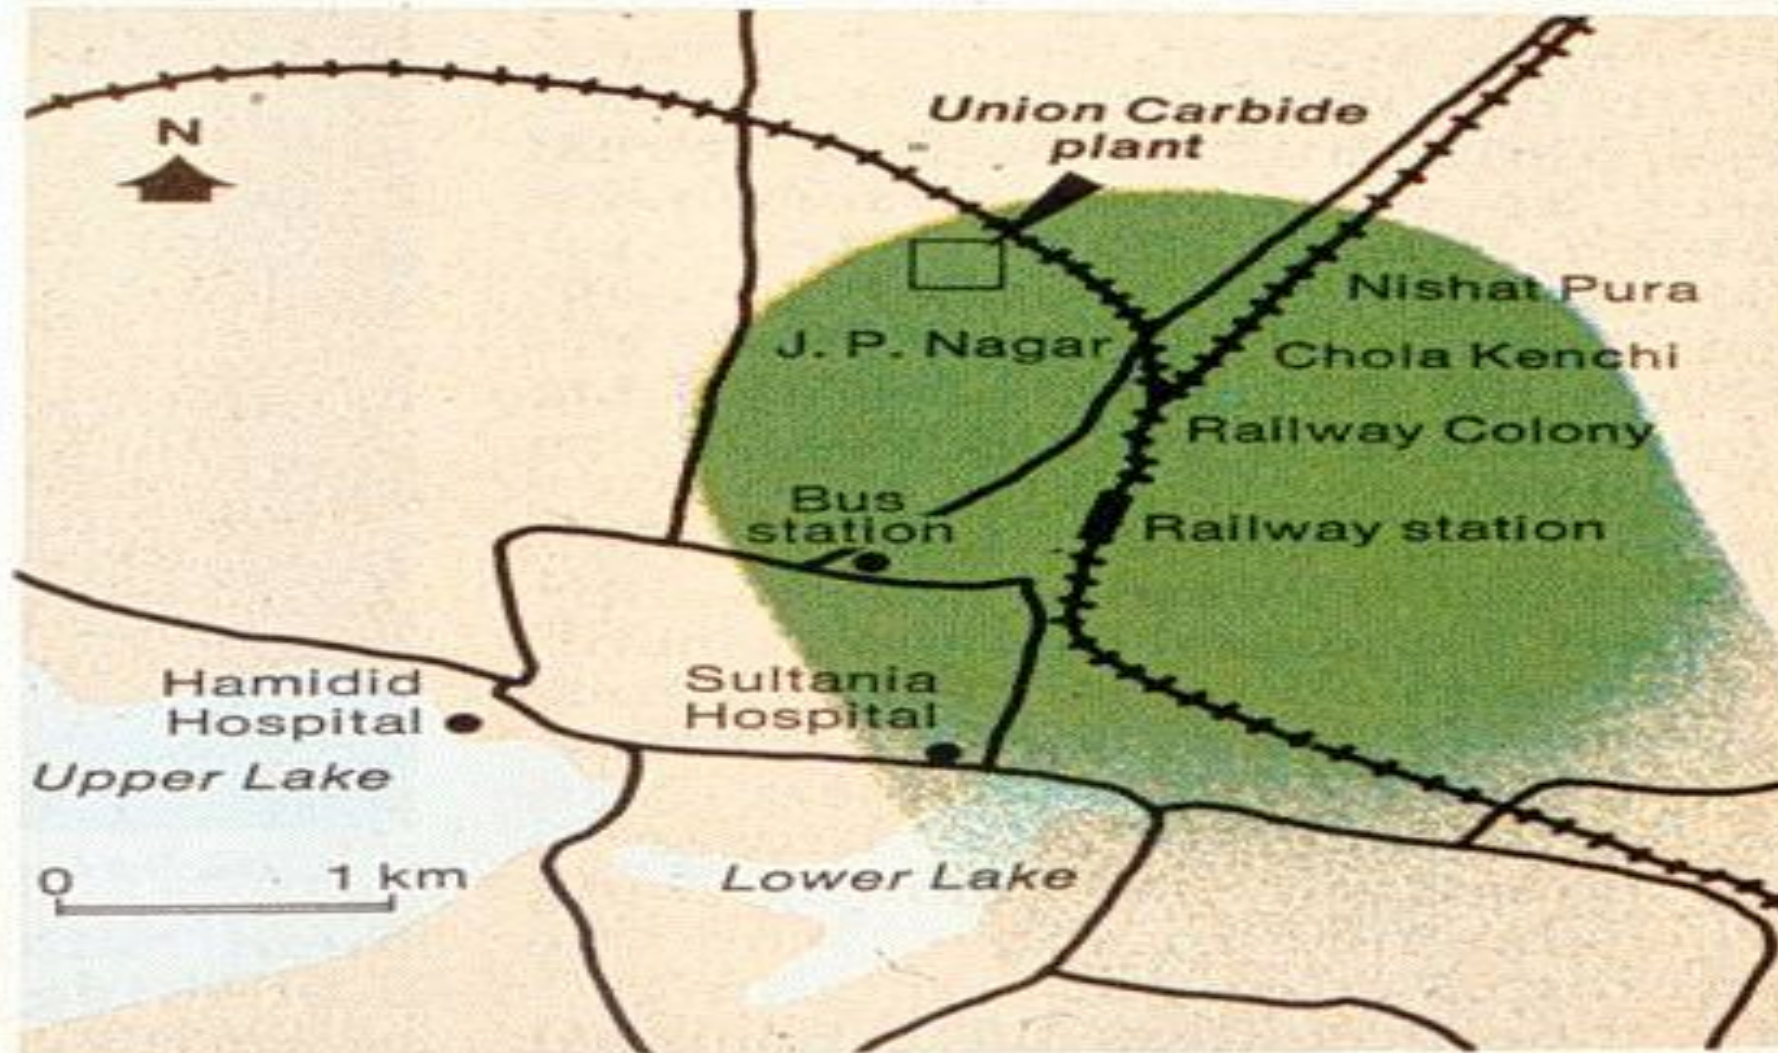 N
Union Carbide
plant
Nishat Pura
J. P. Nagar
Chola Kenchi
Railway Colony
Bus
station
Railway station
Hamidid
Hospital
Sultania
Hospital
Upper Lake
0 1 km
Lower Lake